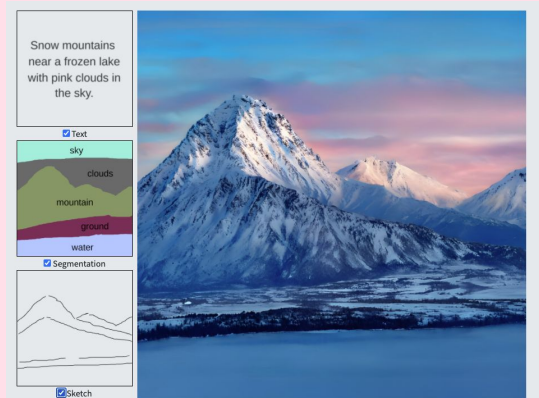 Snow mountains
near a frozen lake
with pink clouds in
the sky.
Text
sky
clouds
mountain
ground
water
Segmentation
Sketch